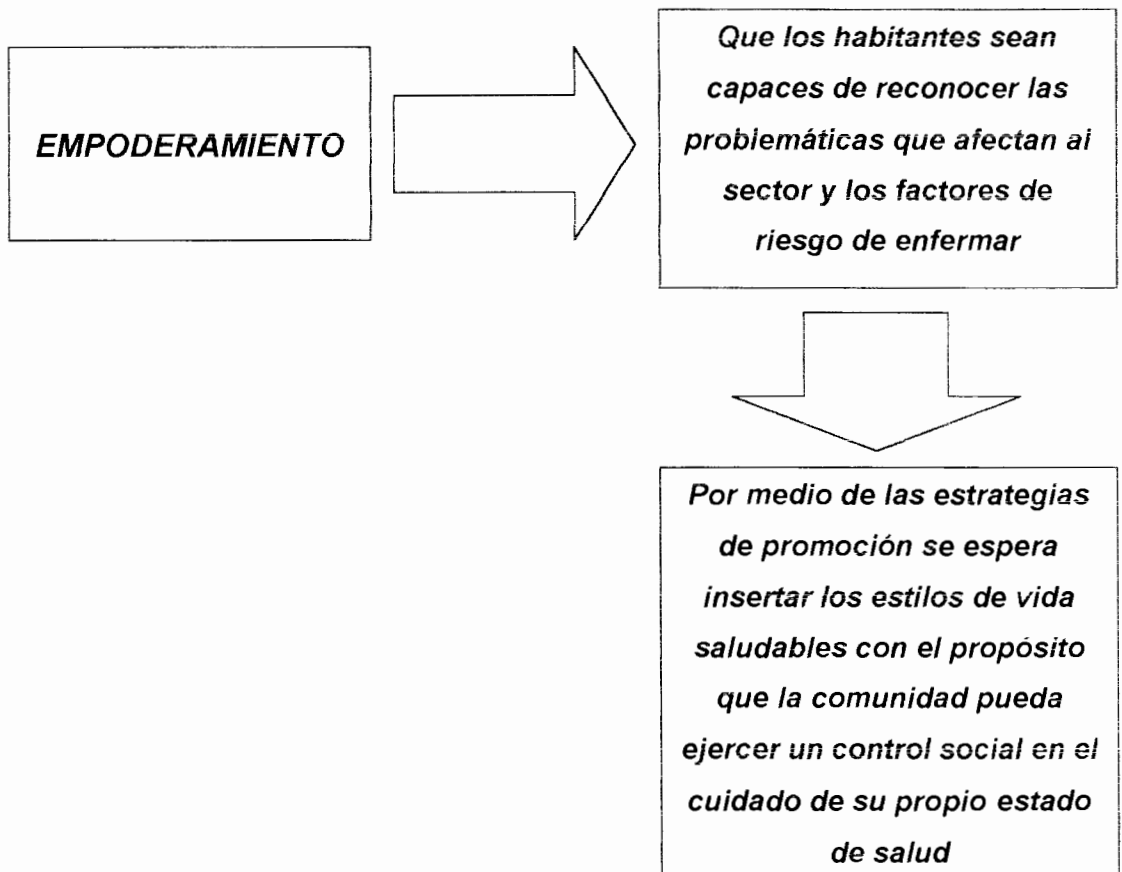 EMPODERAMIENTO
Que los habitantes sean
capaces de reconocer las
problemáticas que afectan al
sector y los factores de
riesgo de enfermar
Por medio de las estrategias
de promoción se espera
insertar los estilos de vida
saludables con el propósito
que la comunidad pueda
ejercer un control social en el
cuidado de su propio estado
de salud